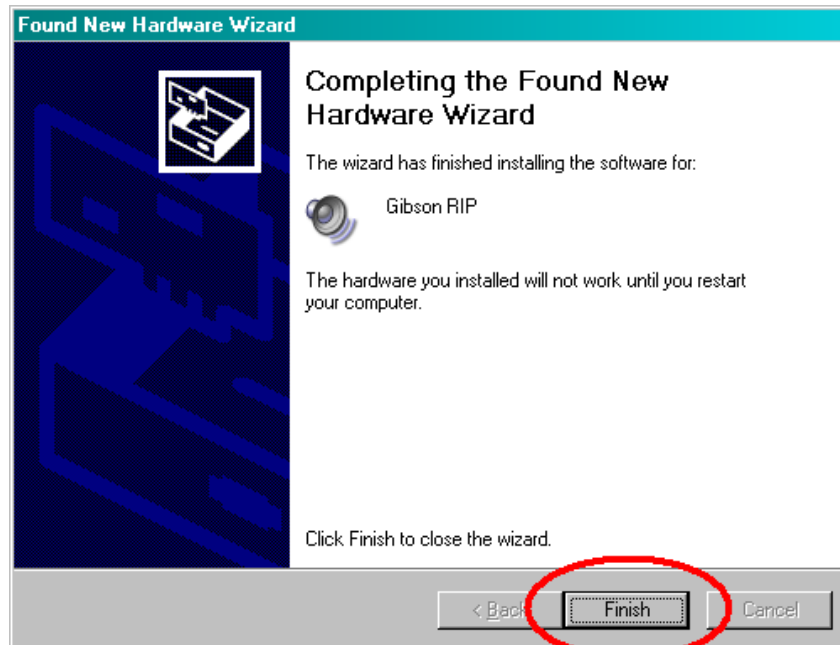 Found New Hardware Wizard
Completing the Found New
Hardware Wizard
The wizard has finished installing the software for:
Gibson RIP
The hardware you installed will not work until you restart
your computer.
Click Finish to close the wizard.
< Back Finish Cancel